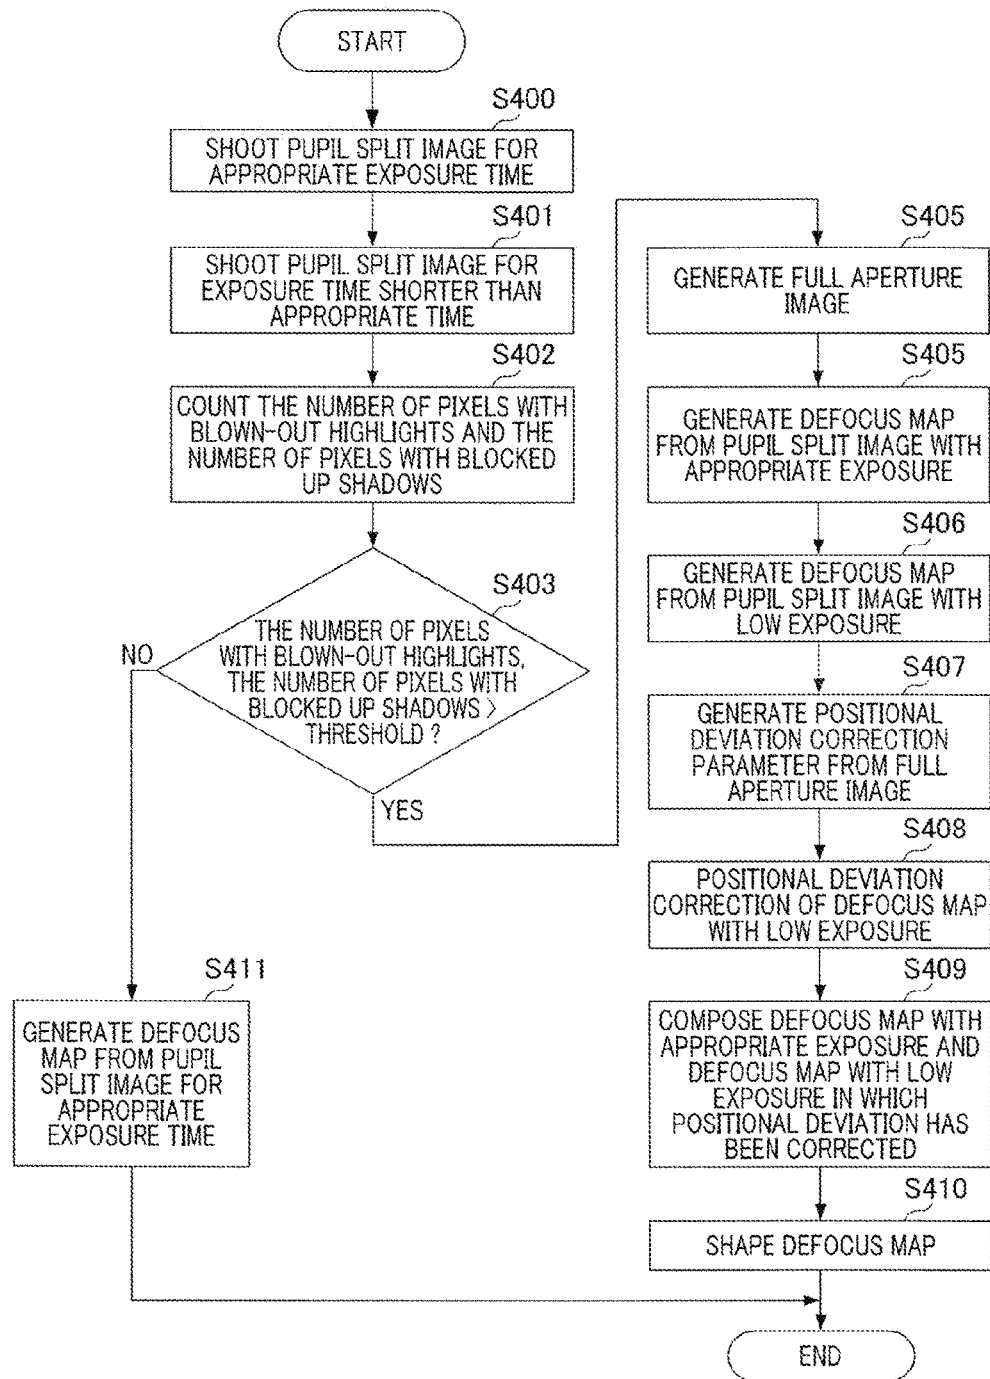 START
S400
SHOOT PUPIL SPLIT IMAGE FOR
APPROPRIATE EXPOSURE TIME
S401
SHOOT PUPIL SPLIT IMAGE FOR
EXPOSURE TIME SHORTER THAN
APPROPRIATE TIME
S402
COUNT THE NUMBER OF PIXELS WITH
BLOWN-OUT HIGHLIGHTS AND THE
NUMBER OF PIXELS WITH BLOCKED
UP SHADOWS
S403
THE NUMBER OF PIXELS
WITH BLOWN-OUT HIGHLIGHTS,
THE NUMBER OF PIXELS WITH
BLOCKED UP SHADOWS >
THRESHOLD ?
NO
YES
S411
GENERATE DEFOCUS
MAP FROM PUPIL
SPLIT IMAGE FOR
APPROPRIATE
EXPOSURE TIME
S405
GENERATE FULL APERTURE
IMAGE
S405
GENERATE DEFOCUS MAP
FROM PUPIL SPLIT IMAGE WITH
APPROPRIATE EXPOSURE
S406
GENERATE DEFOCUS MAP
FROM PUPIL SPLIT IMAGE WITH
LOW EXPOSURE
S407
GENERATE POSITIONAL
DEVIATION CORRECTION
PARAMETER FROM FULL
APERTURE IMAGE
S408
POSITIONAL DEVIATION
CORRECTION OF DEFOCUS MAP
WITH LOW EXPOSURE
S409
COMPOSE DEFOCUS MAP WITH
APPROPRIATE EXPOSURE AND
DEFOCUS MAP WITH LOW
EXPOSURE IN WHICH
POSITIONAL DEVIATION HAS
BEEN CORRECTED
S410
SHAPE DEFOCUS MAP
END